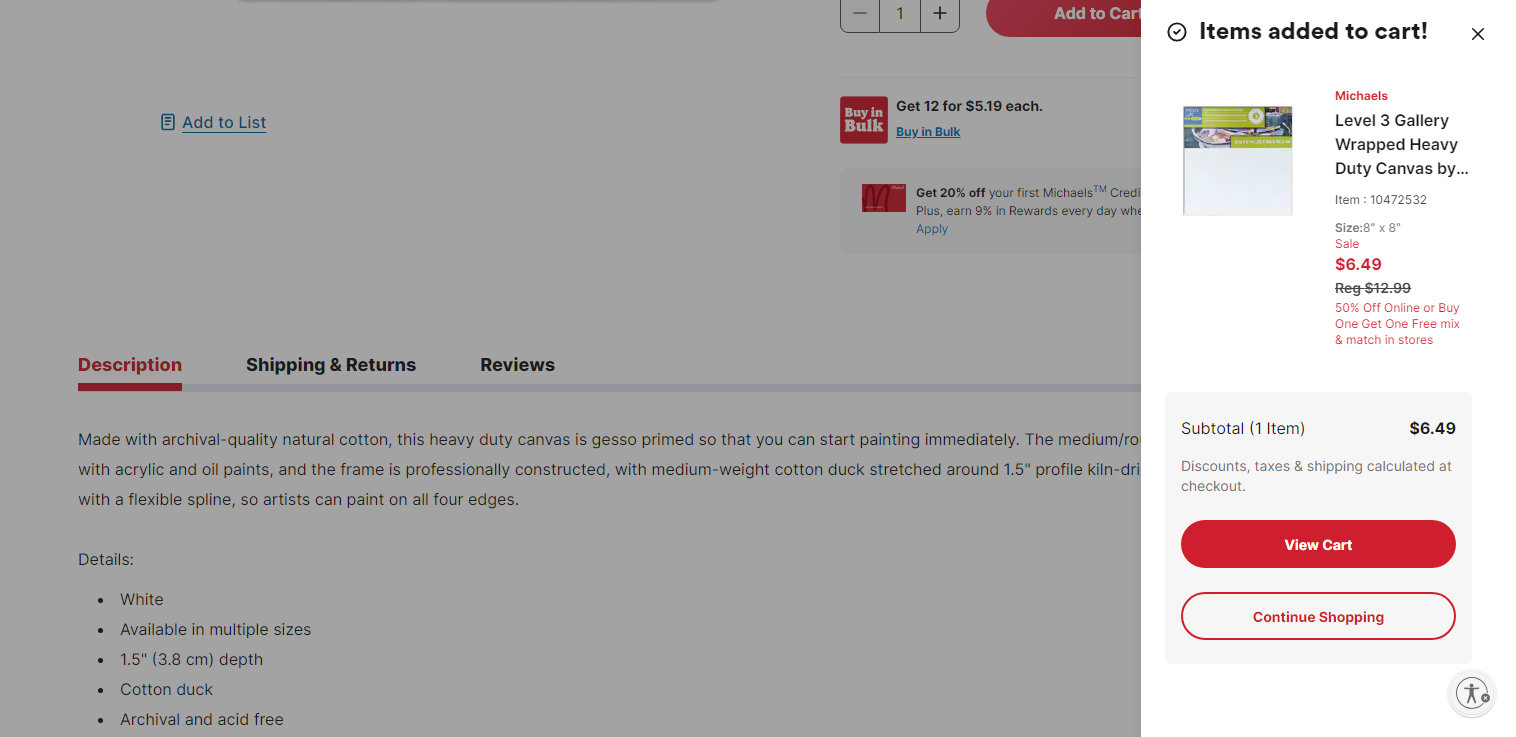 1
Add to Cart
Add to List
Buy in
Bulk
Get 12 for $5.19 each.
Buy in Bulk
Get 20% off your first Michaels™ Credi
Plus, earn 9% in Rewards every day whe
Apply
Description
Shipping & Returns
Reviews
Made with archival-quality natural cotton, this heavy duty canvas is gesso primed so that you can start painting immediately. The medium/rou
with acrylic and oil paints, and the frame is professionally constructed, with medium-weight cotton duck stretched around 1.5" profile kiln-dri
with a flexible spline, so artists can paint on all four edges.
Details:
• White
• Available in multiple sizes
• 1.5" (3.8 cm) depth
• Cotton duck
• Archival and acid free
Items added to cart!
Michaels
Level 3 Gallery
Wrapped Heavy
Duty Canvas by...
Item : 10472532
Size:8" x 8"
Sale
$6.49
Reg $12.99
50% Off Online or Buy
One Get One Free mix
& match in stores
Subtotal (1 Item) $6.49
Discounts, taxes & shipping calculated at
checkout.
View Cart
Continue Shopping